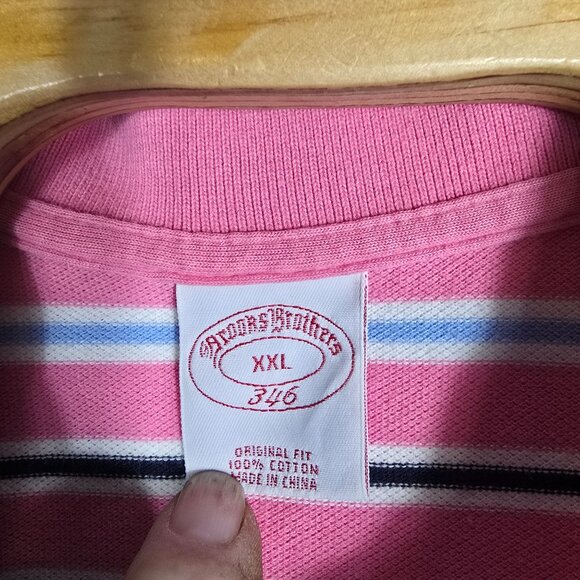 Brooks Brothers
XXL
346
ORIGINAL FIT
100% COTTON
MADE IN CHINA